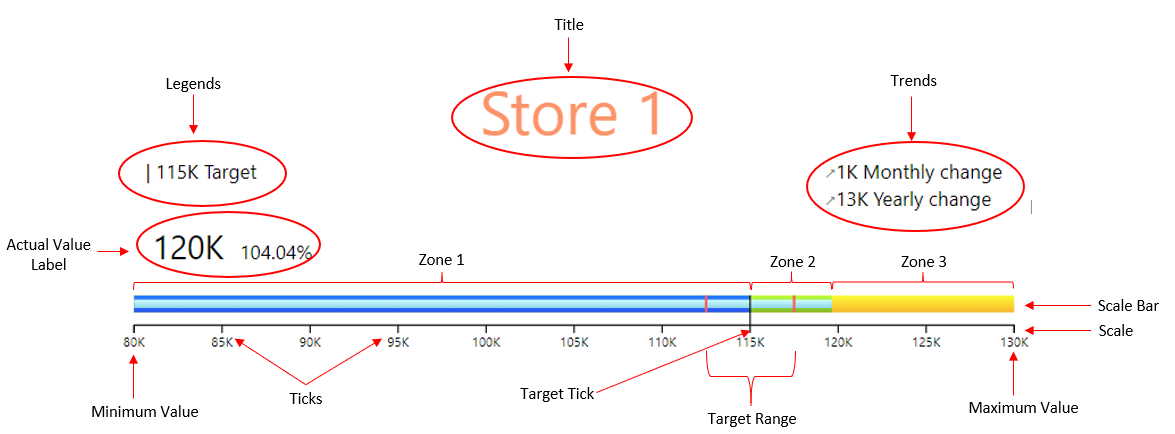 Title
Legends
Trends
Store 1
| 115K Target
↗1K Monthly change
↗13K Yearly change
Actual Value
Label
120K 104.04%
Zone 1
Zone 2
Zone 3
Scale Bar
Scale
80K 85K 90K 95K 100K 105K 110K 115K 120K 125K 130K
Minimum Value
Ticks
Target Tick
Target Range
Maximum Value